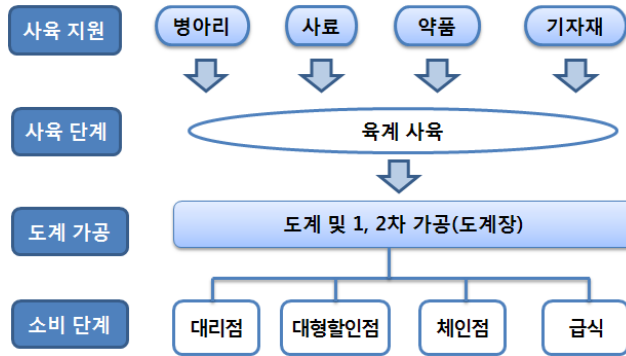 사육 지원
병아리
사료
약품
기자재
사육 단계
육계 사육
도계 가공
도계 및 1, 2차 가공(도계장)
소비 단계
대리점
대형할인점
체인점
급식